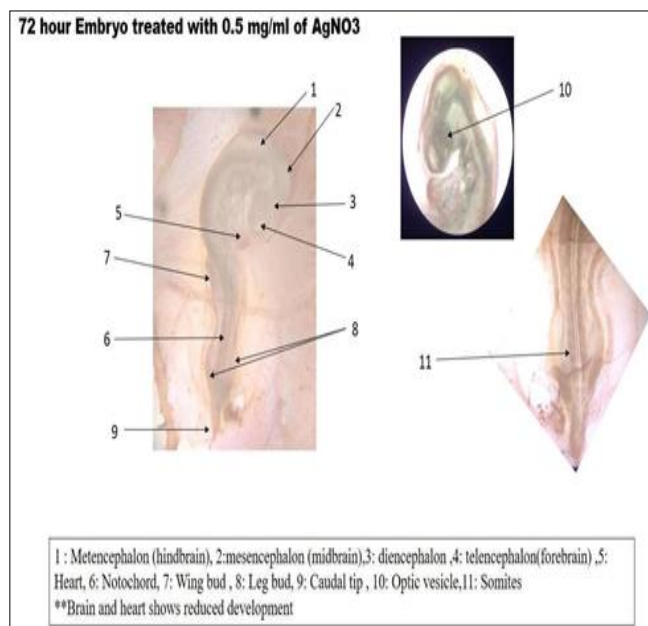 72 hour Embryo treated with 0.5 mg/ml of AgNO3
1
2
10
3
5
4
7
8
6
11
9
1 : Metencephalon (hindbrain), 2:mesencephalon (midbrain),3: diencephalon ,4: telencephalon(forebrain) ,5:
Heart, 6: Notochord, 7: Wing bud , 8: Leg bud, 9: Caudal tip , 10: Optic vesicle,11: Somites
**Brain and heart shows reduced development